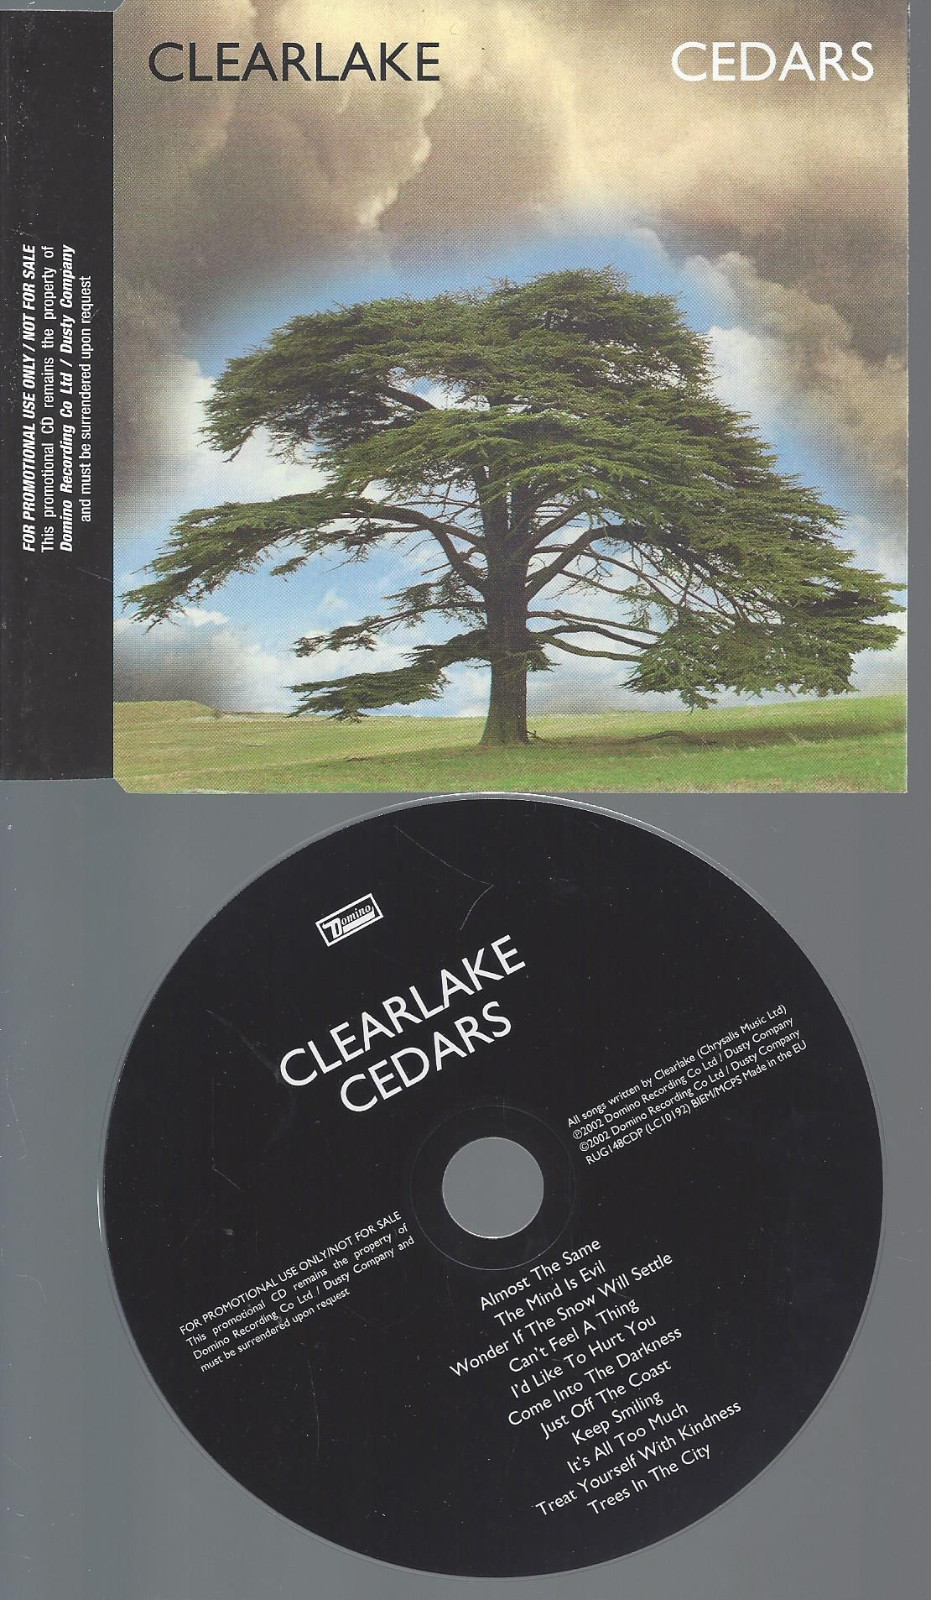 CLEARLAKE
CEDARS
FOR PROMOTIONAL USE ONLY / NOT FOR SALE
This promotional CD remains the property of
Domino Recording Co Ltd / Dusty Company
and must be surrendered upon request
Domino
CLEARLAKE
CEDARS
All songs written by Clearlake (Chrysalis Music Ltd)
℗2002 Domino Recording Co Ltd / Dusty Company
©2002 Domino Recording Co Ltd / Dusty Company
RUG148CDP (LC10192) BIEM/MCPS Made in the EU
FOR PROMOTIONAL USE ONLY/NOT FOR SALE
This promotional CD remains the property of
Domino Recording Co Ltd / Dusty Company and
must be surrendered upon request
Almost The Same
The Mind Is Evil
Wonder If The Snow Will Settle
Can't Feel A Thing
I'd Like To Hurt You
Come Into The Darkness
Just Off The Coast
Keep Smiling
It's All Too Much
Treat Yourself With Kindness
Trees In The City